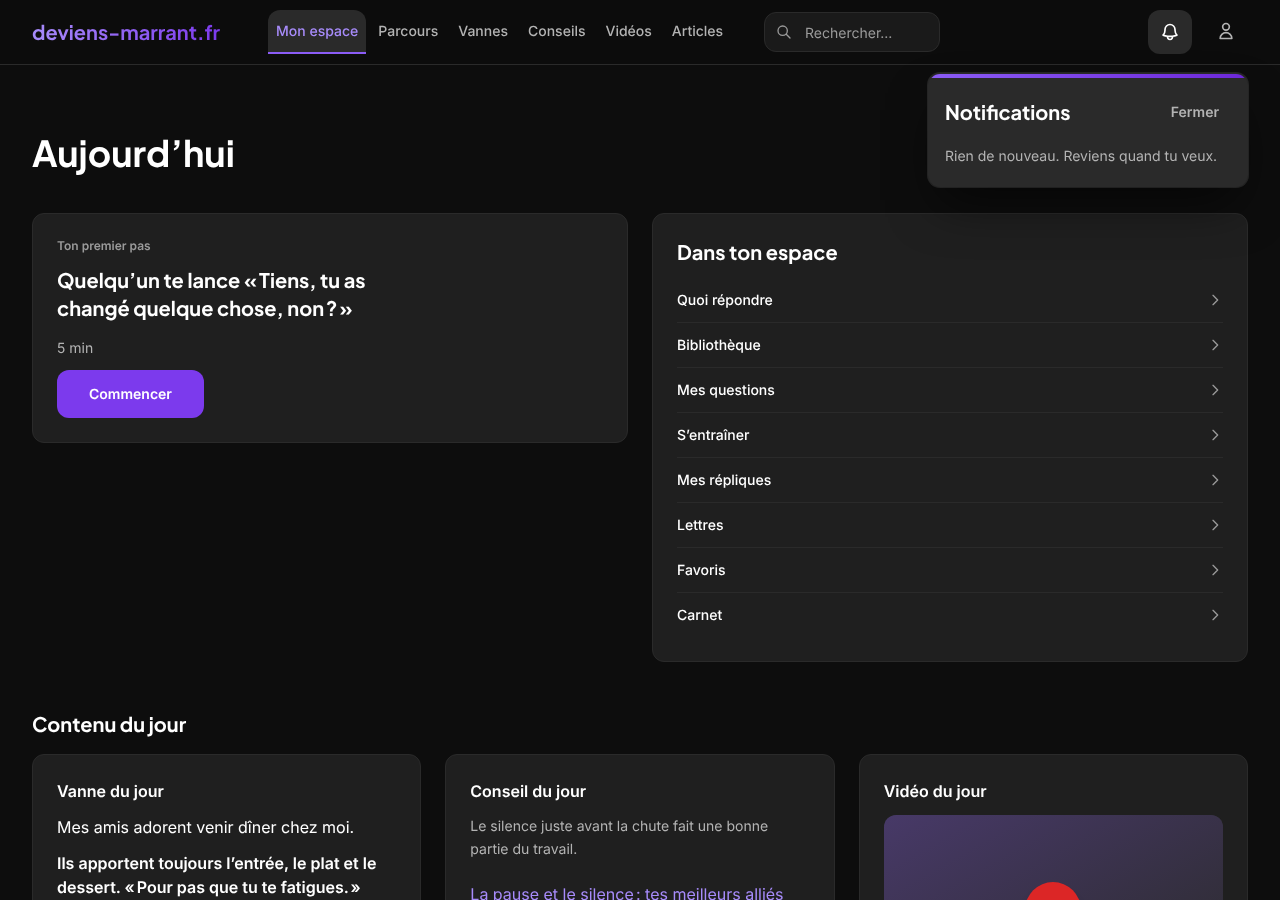 deviens-marrant.fr
Mon espace
Parcours
Vannes
Conseils
Vidéos
Articles
Rechercher...
Notifications
Fermer
Rien de nouveau. Reviens quand tu veux.
Aujourd’hui
Ton premier pas
Quelqu’un te lance « Tiens, tu as
changé quelque chose, non ? »
5 min
Commencer
Dans ton espace
Quoi répondre
Bibliothèque
Mes questions
S’entraîner
Mes répliques
Lettres
Favoris
Carnet
Contenu du jour
Vanne du jour
Mes amis adorent venir dîner chez moi.
Ils apportent toujours l’entrée, le plat et le
dessert. « Pour pas que tu te fatigues. »
Conseil du jour
Le silence juste avant la chute fait une bonne
partie du travail.
La pause et le silence : tes meilleurs alliés
Vidéo du jour